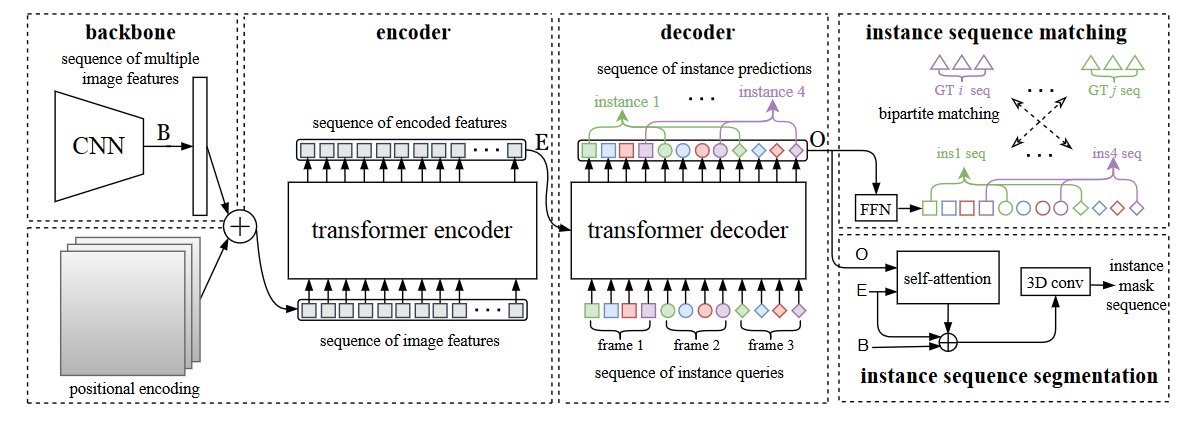 backbone
sequence of multiple
image features
CNN
B
positional encoding
encoder
sequence of encoded features
E
transformer encoder
sequence of image features
decoder
sequence of instance predictions
instance 1
...
instance 4
O
transformer decoder
frame 1
frame 2
frame 3
sequence of instance queries
instance sequence matching
GT i seq
...
GT j seq
bipartite matching
ins1 seq
...
ins4 seq
FFN
O
self-attention
E
B
3D conv
instance
mask
sequence
instance sequence segmentation